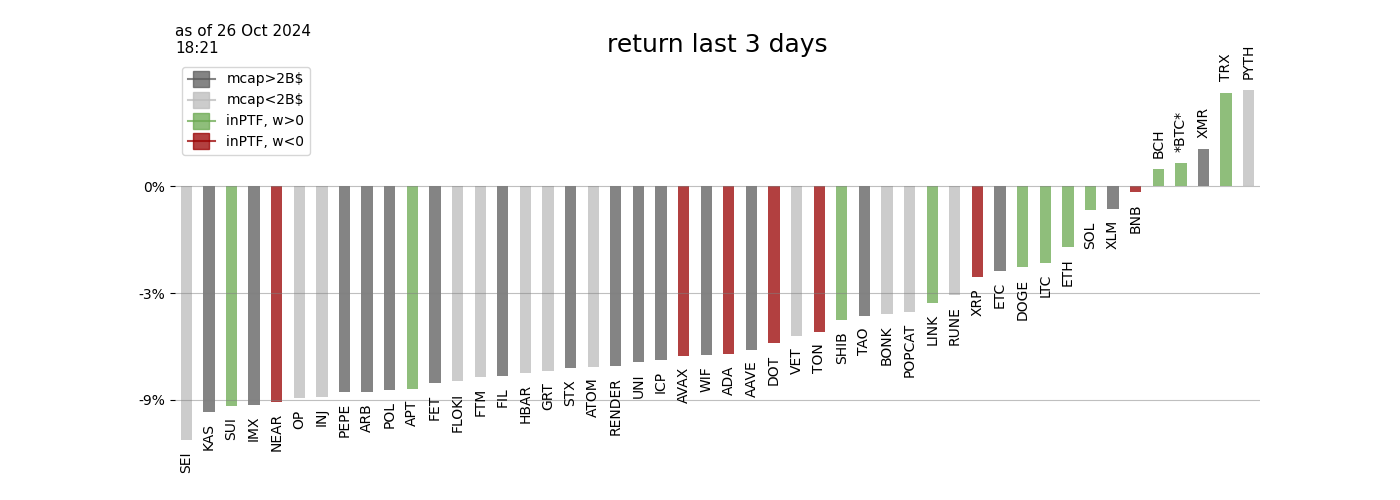 as of 26 Oct 2024
18:21
return last 3 days
mcap>2B$
mcap<2B$
inPTF, w>0
inPTF, w<0
0%
-3%
-9%
SEI
KAS
SUI
IMX
NEAR
OP
INJ
PEPE
ARB
POL
APT
FET
FLOKI
FTM
FIL
HBAR
GRT
STX
ATOM
RENDER
UNI
ICP
AVAX
WIF
ADA
AAVE
DOT
VET
TON
SHIB
TAO
BONK
POPCAT
LINK
RUNE
XRP
ETC
DOGE
LTC
ETH
SOL
XLM
BNB
BCH
*BTC*
XMR
TRX
PYTH